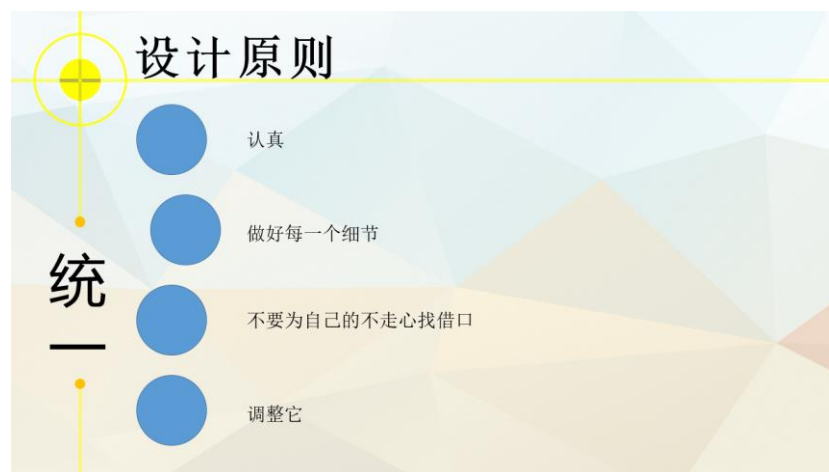 设计原则
统一
认真
做好每一个细节
不要为自己的不走心找借口
调整它